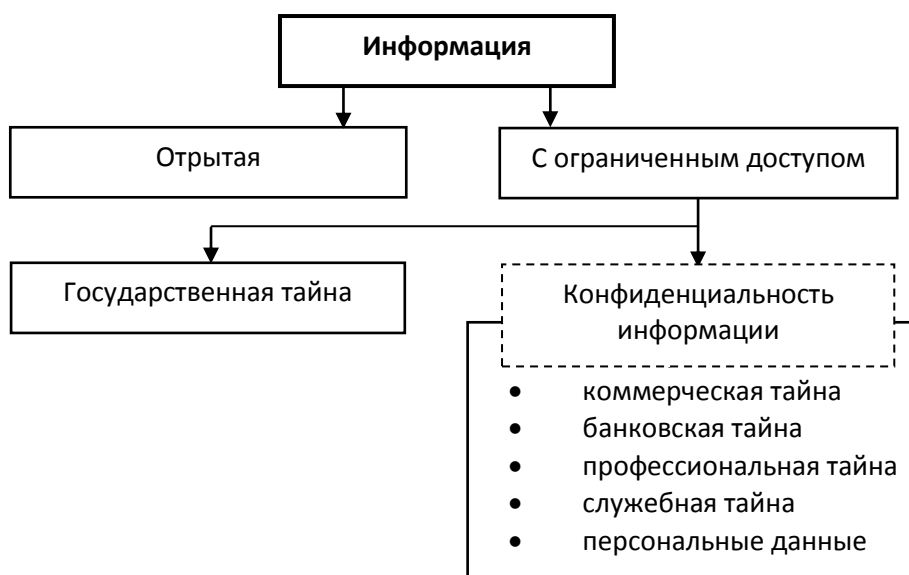 Информация
Отрытая
С ограниченным доступом
Государственная тайна
Конфиденциальность
информации
• коммерческая тайна
• банковская тайна
• профессиональная тайна
• служебная тайна
• персональные данные